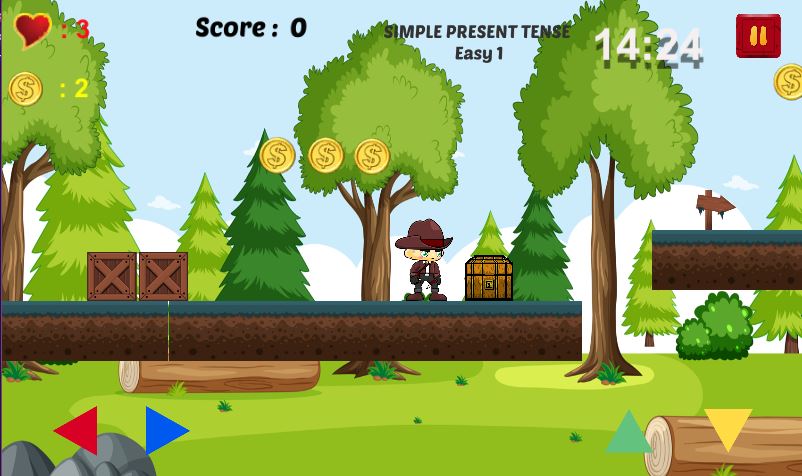 : 3
Score : 0
SIMPLE PRESENT TENSE
Easy 1
14:24
: 2